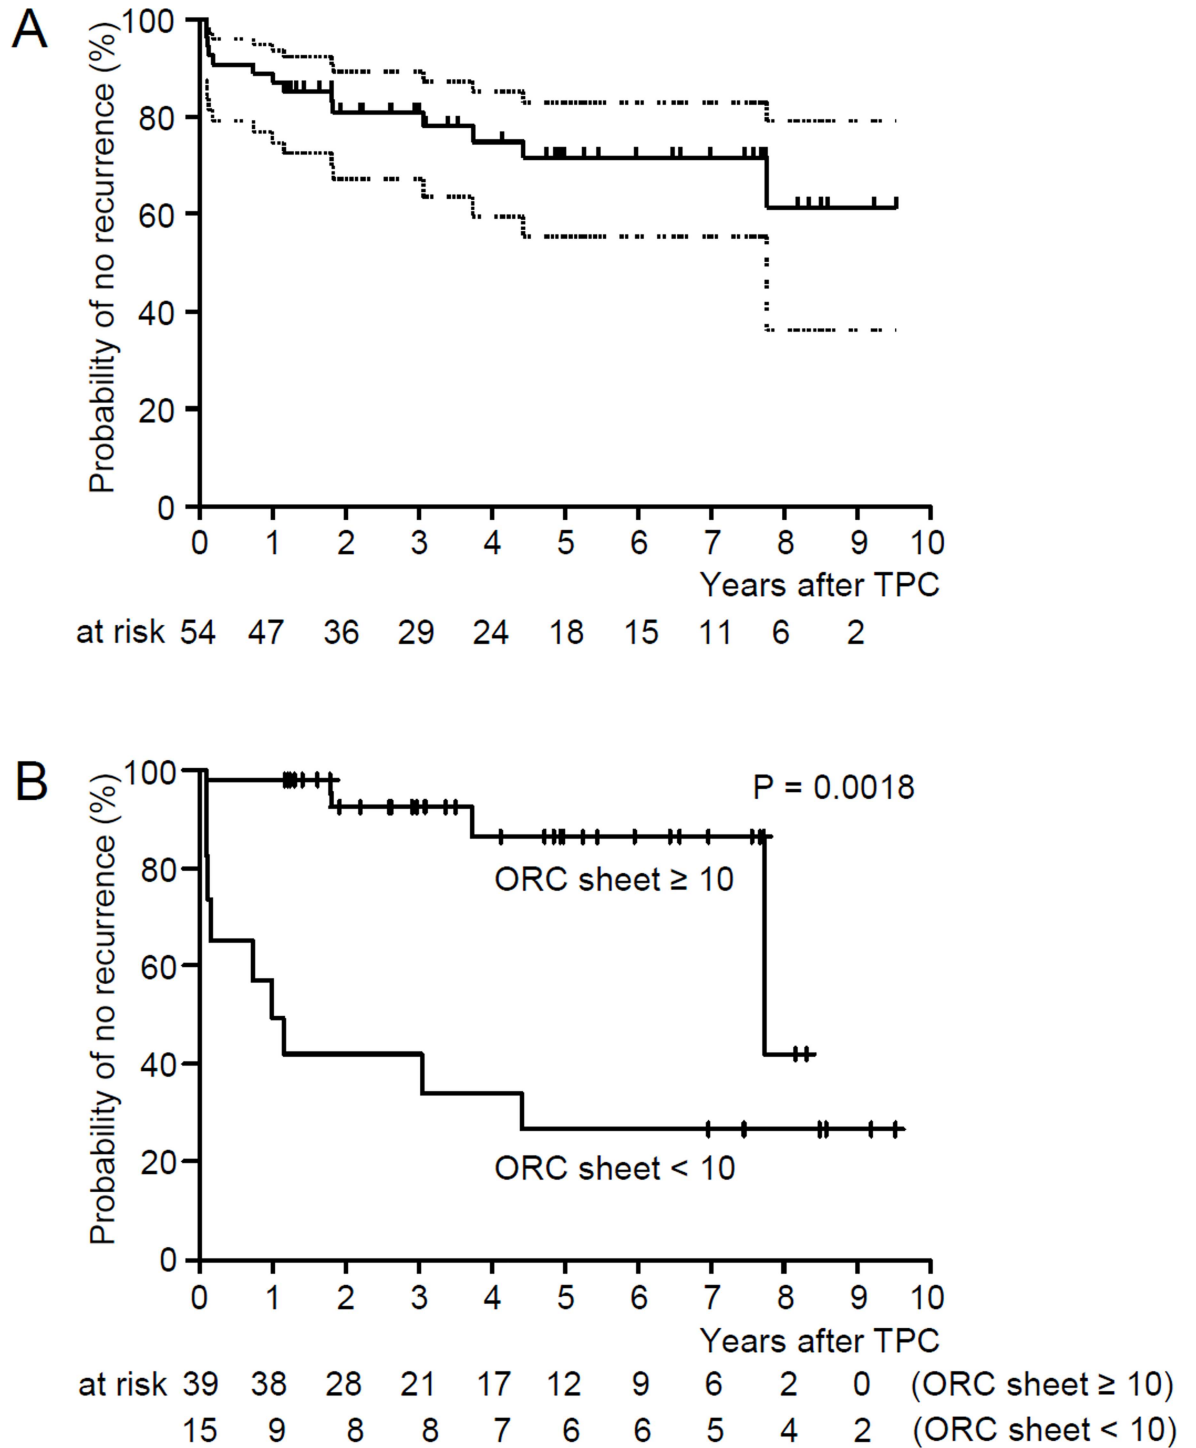 A
Probability of no recurrence (%)
100
80
60
40
20
0
0 1 2 3 4 5 6 7 8 9 10
Years after TPC
at risk 54 47 36 29 24 18 15 11 6 2
B
Probability of no recurrence (%)
100
80
60
40
20
0
P = 0.0018
ORC sheet ≥ 10
ORC sheet < 10
0 1 2 3 4 5 6 7 8 9 10
Years after TPC
at risk 39 38 28 21 17 12 9 6 2 0 (ORC sheet ≥ 10)
15 9 8 8 7 6 6 5 4 2 (ORC sheet < 10)